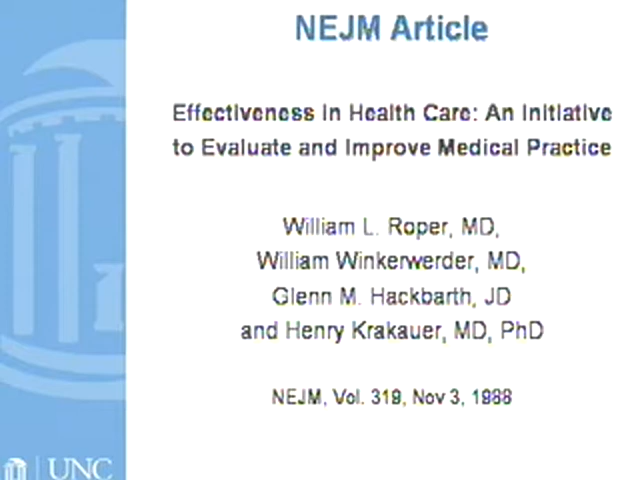 NEJM Article
Effectiveness in Health Care: An Initiative
to Evaluate and Improve Medical Practice
William L. Roper, MD,
William Winkerwerder, MD,
Glenn M. Hackbarth, JD
and Henry Krakauer, MD, PhD
NEJM, Vol. 319, Nov 3, 1988
UNC